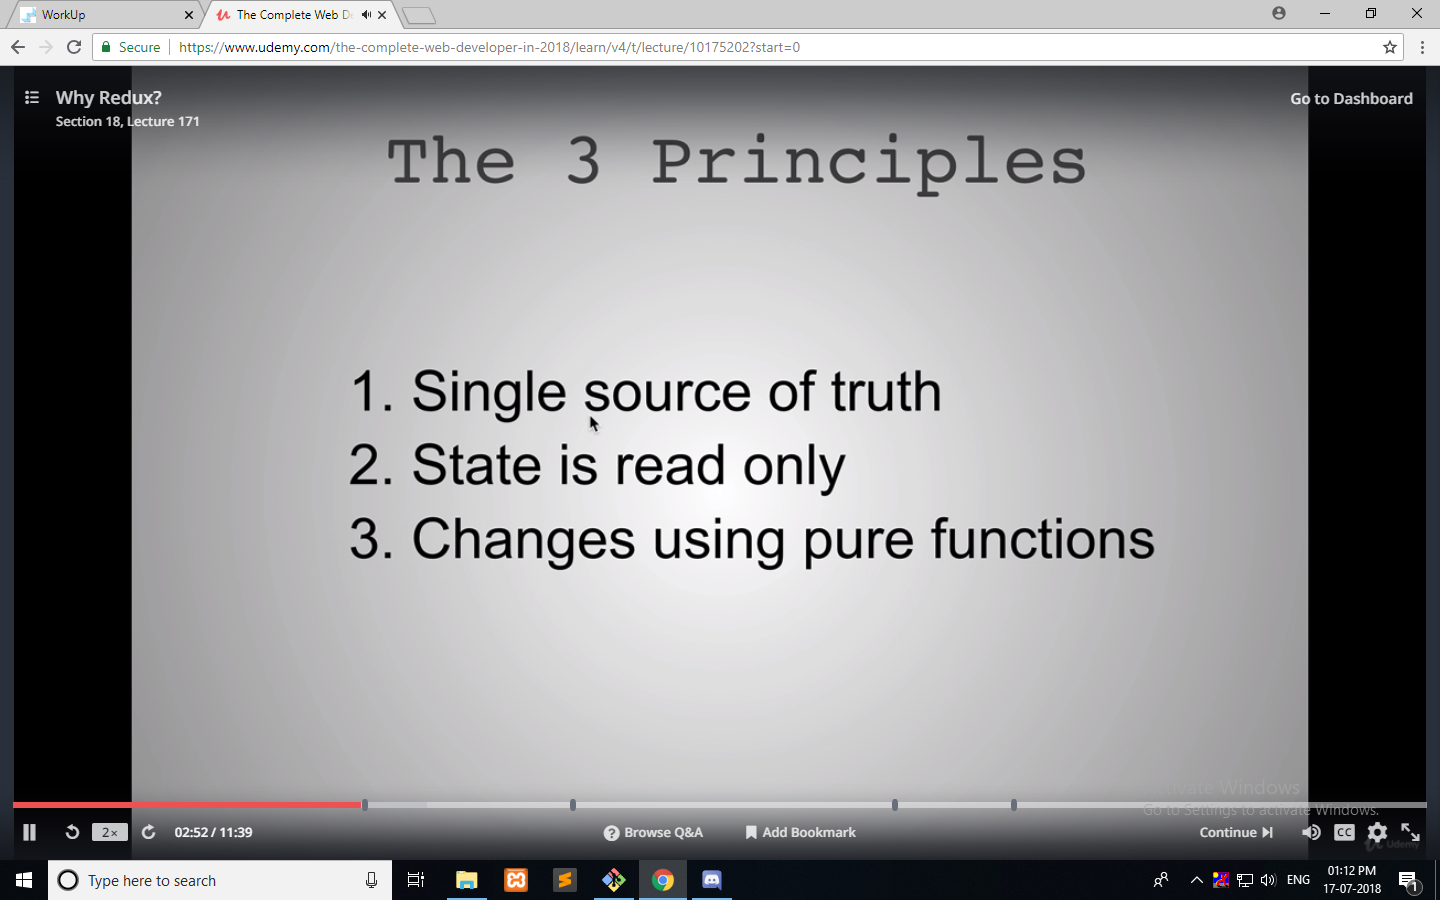 WorkUp
The Complete Web D
Secure
https://www.udemy.com/the-complete-web-developer-in-2018/learn/v4/t/lecture/10175202?start=0
Why Redux?
Section 18, Lecture 171
Go to Dashboard
The 3 Principles
1. Single source of truth
2. State is read only
3. Changes using pure functions
Activate Windows
Go to Settings to activate Windows.
2×
02:52 / 11:39
? Browse Q&A
Add Bookmark
Continue
CC
Udemy
Type here to search
ENG
01:12 PM
17-07-2018
1